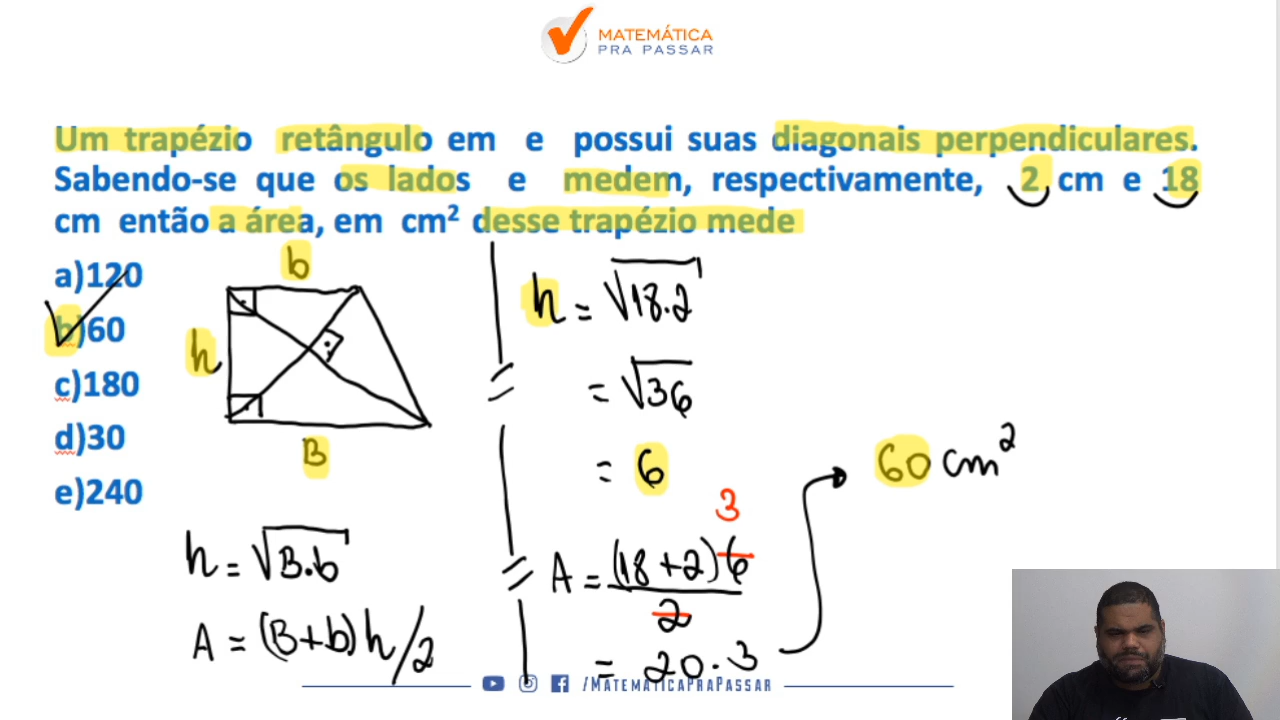 MATEMÁTICA
PRA PASSAR
Um trapézio retângulo em e possui suas diagonais perpendiculares.
Sabendo-se que os lados e medem, respectivamente, 2 cm e 18
cm então a área, em cm² desse trapézio mede
a)120
b)60
c)180
d)30
e)240
b
h
B
h = √B.b
A = (B+b)h/2
h = √18.2
= √36
= 6
3
A = (18+2)6
2
= 20.3
60 cm²
/MATEMÁTICAPRAPASSAR